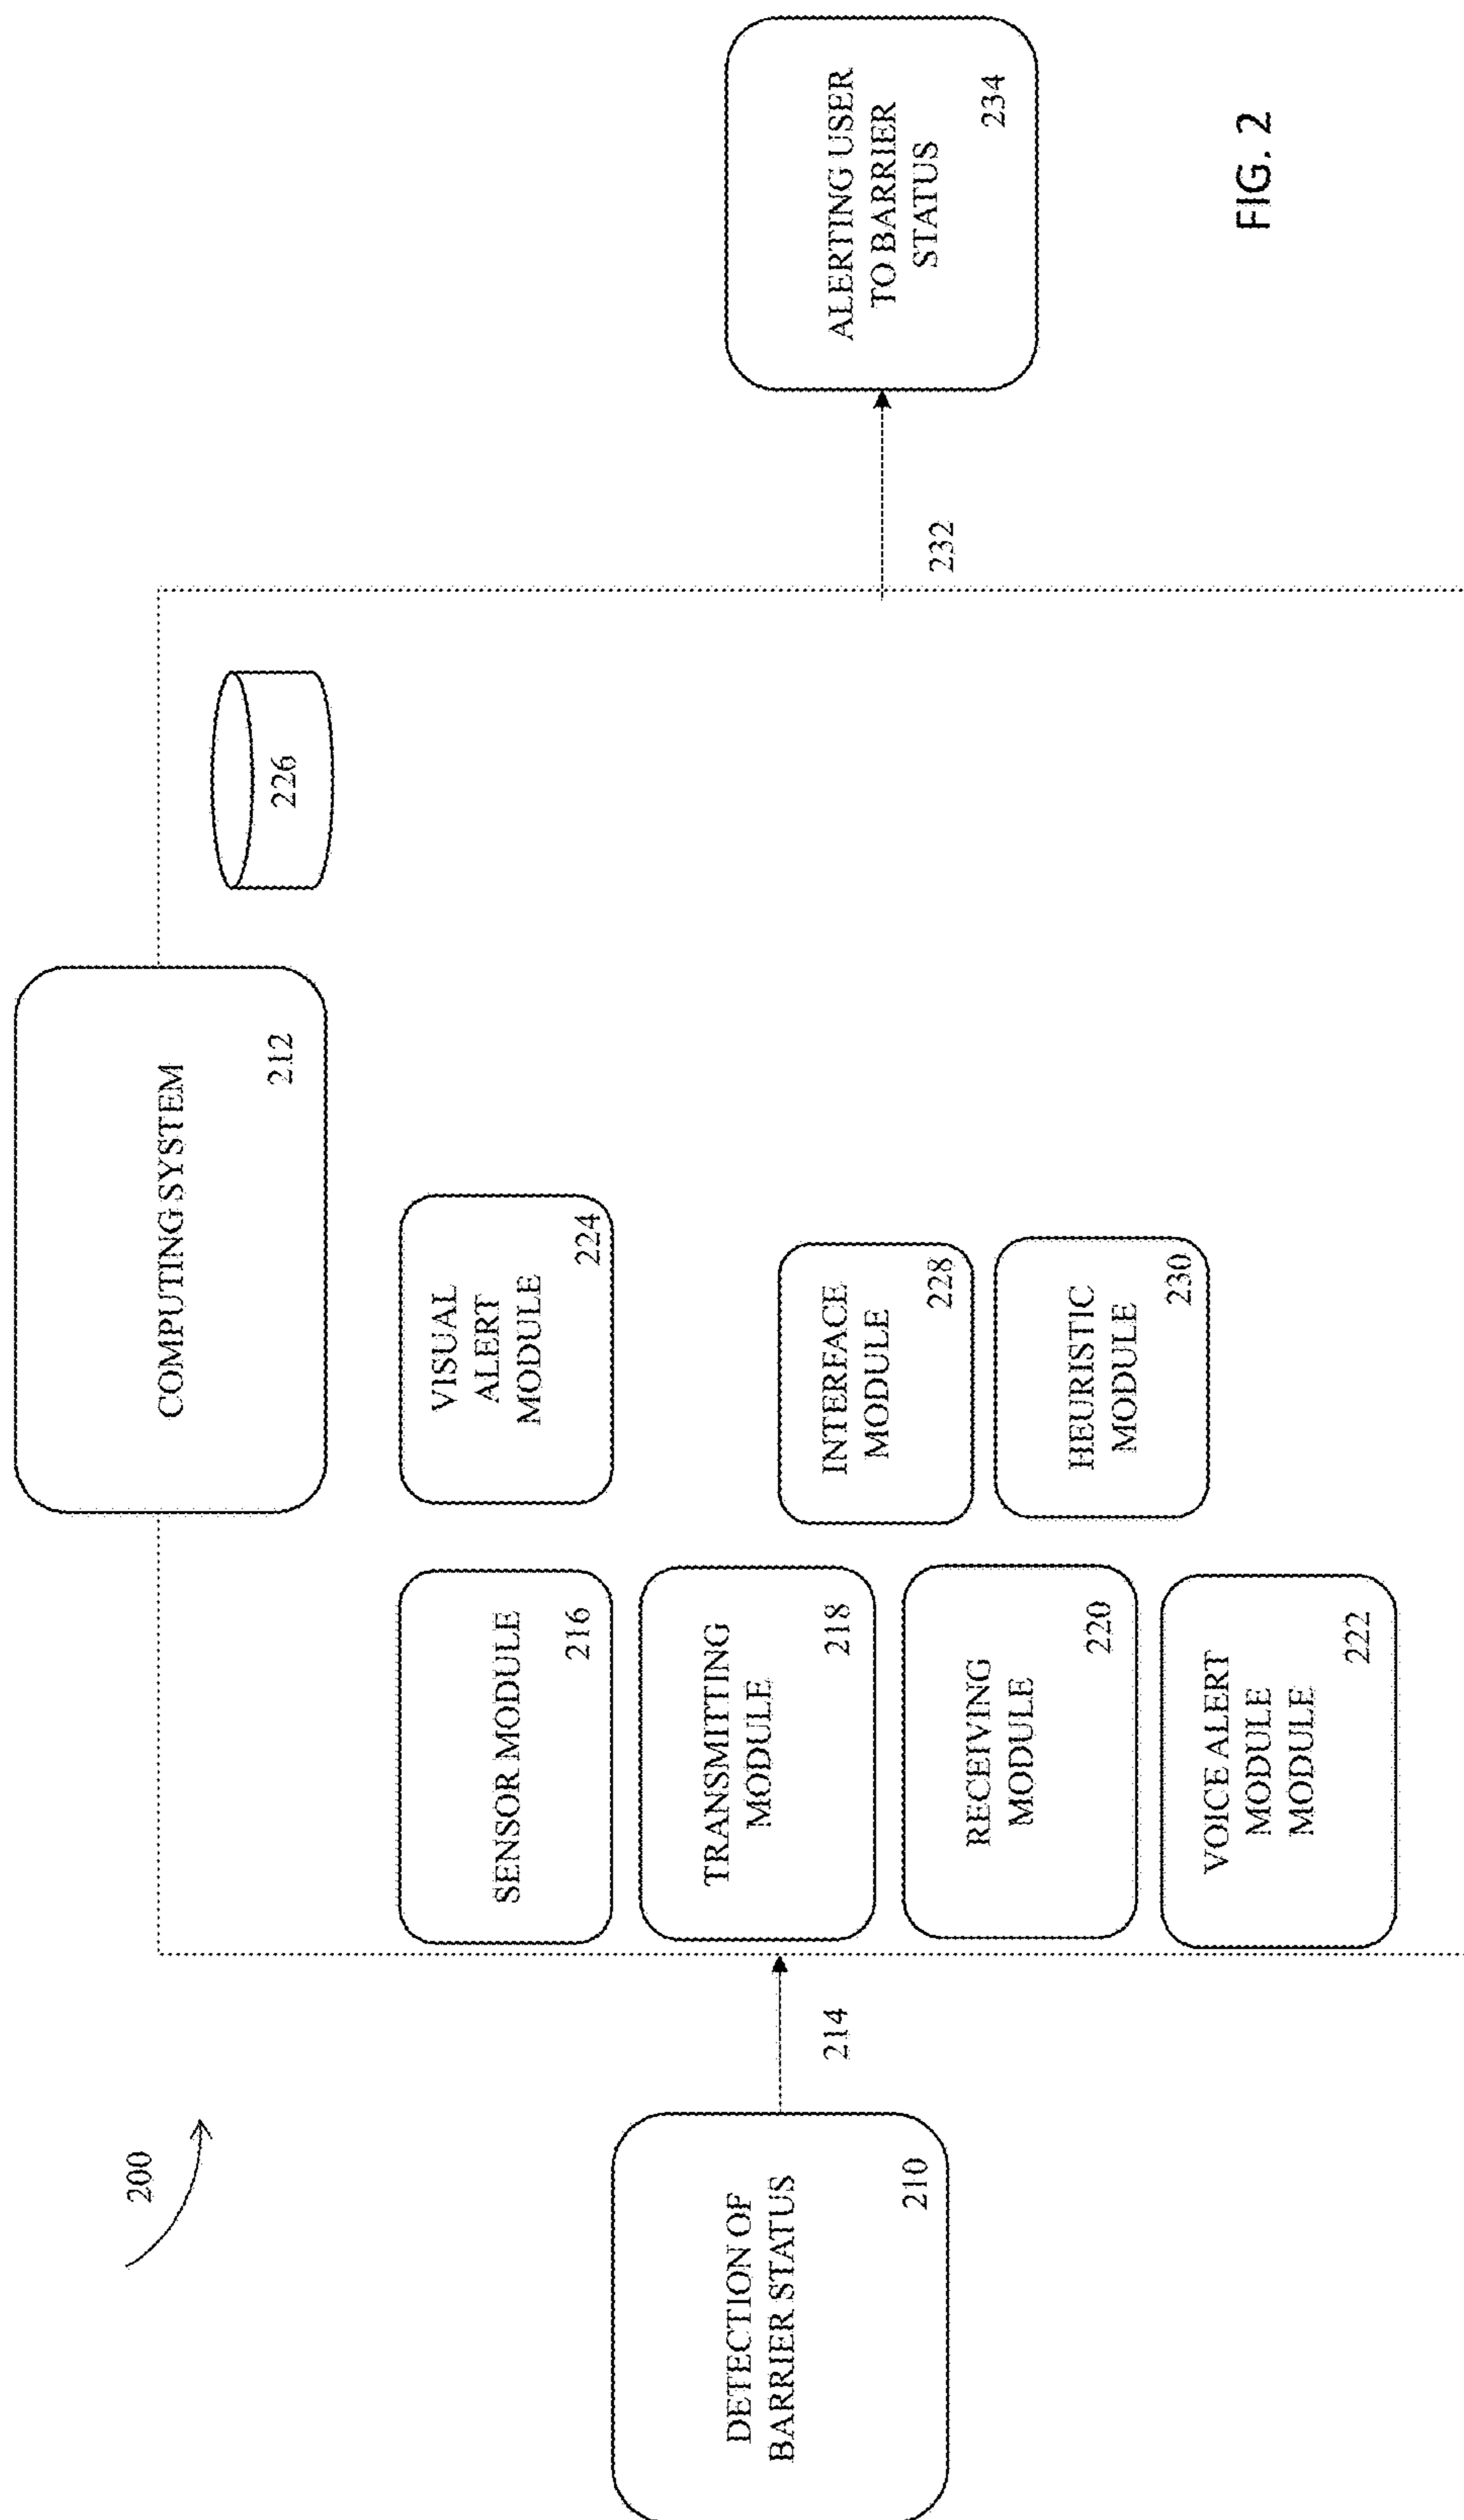 200
COMPUTING SYSTEM
212
226
DETECTION OF
BARRIER STATUS
210
214
SENSOR MODULE
216
VISUAL
ALERT
MODULE
224
TRANSMITTING
MODULE
218
INTERFACE
MODULE
228
RECEIVING
MODULE
220
HEURISTIC
MODULE
230
VOICE ALERT
MODULE
MODULE
222
232
ALERTING USER
TO BARRIER
STATUS
234
FIG. 2